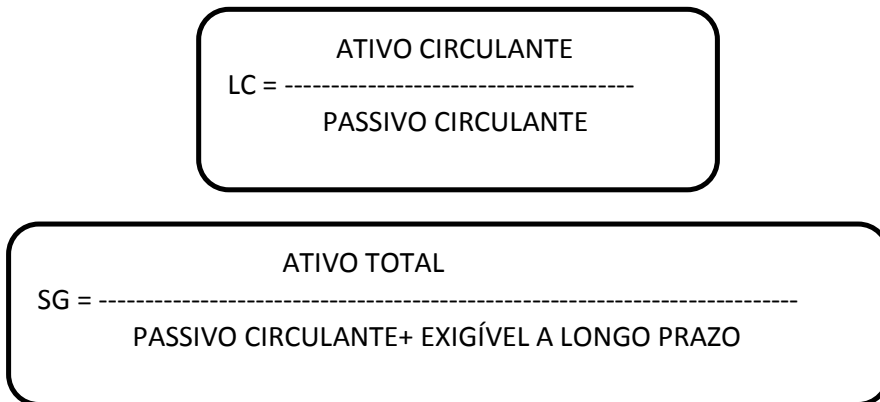 ATIVO CIRCULANTE
LC = --------------------------------------
PASSIVO CIRCULANTE
ATIVO TOTAL
SG = ----------------------------------------------------------------------------
PASSIVO CIRCULANTE+ EXIGÍVEL A LONGO PRAZO